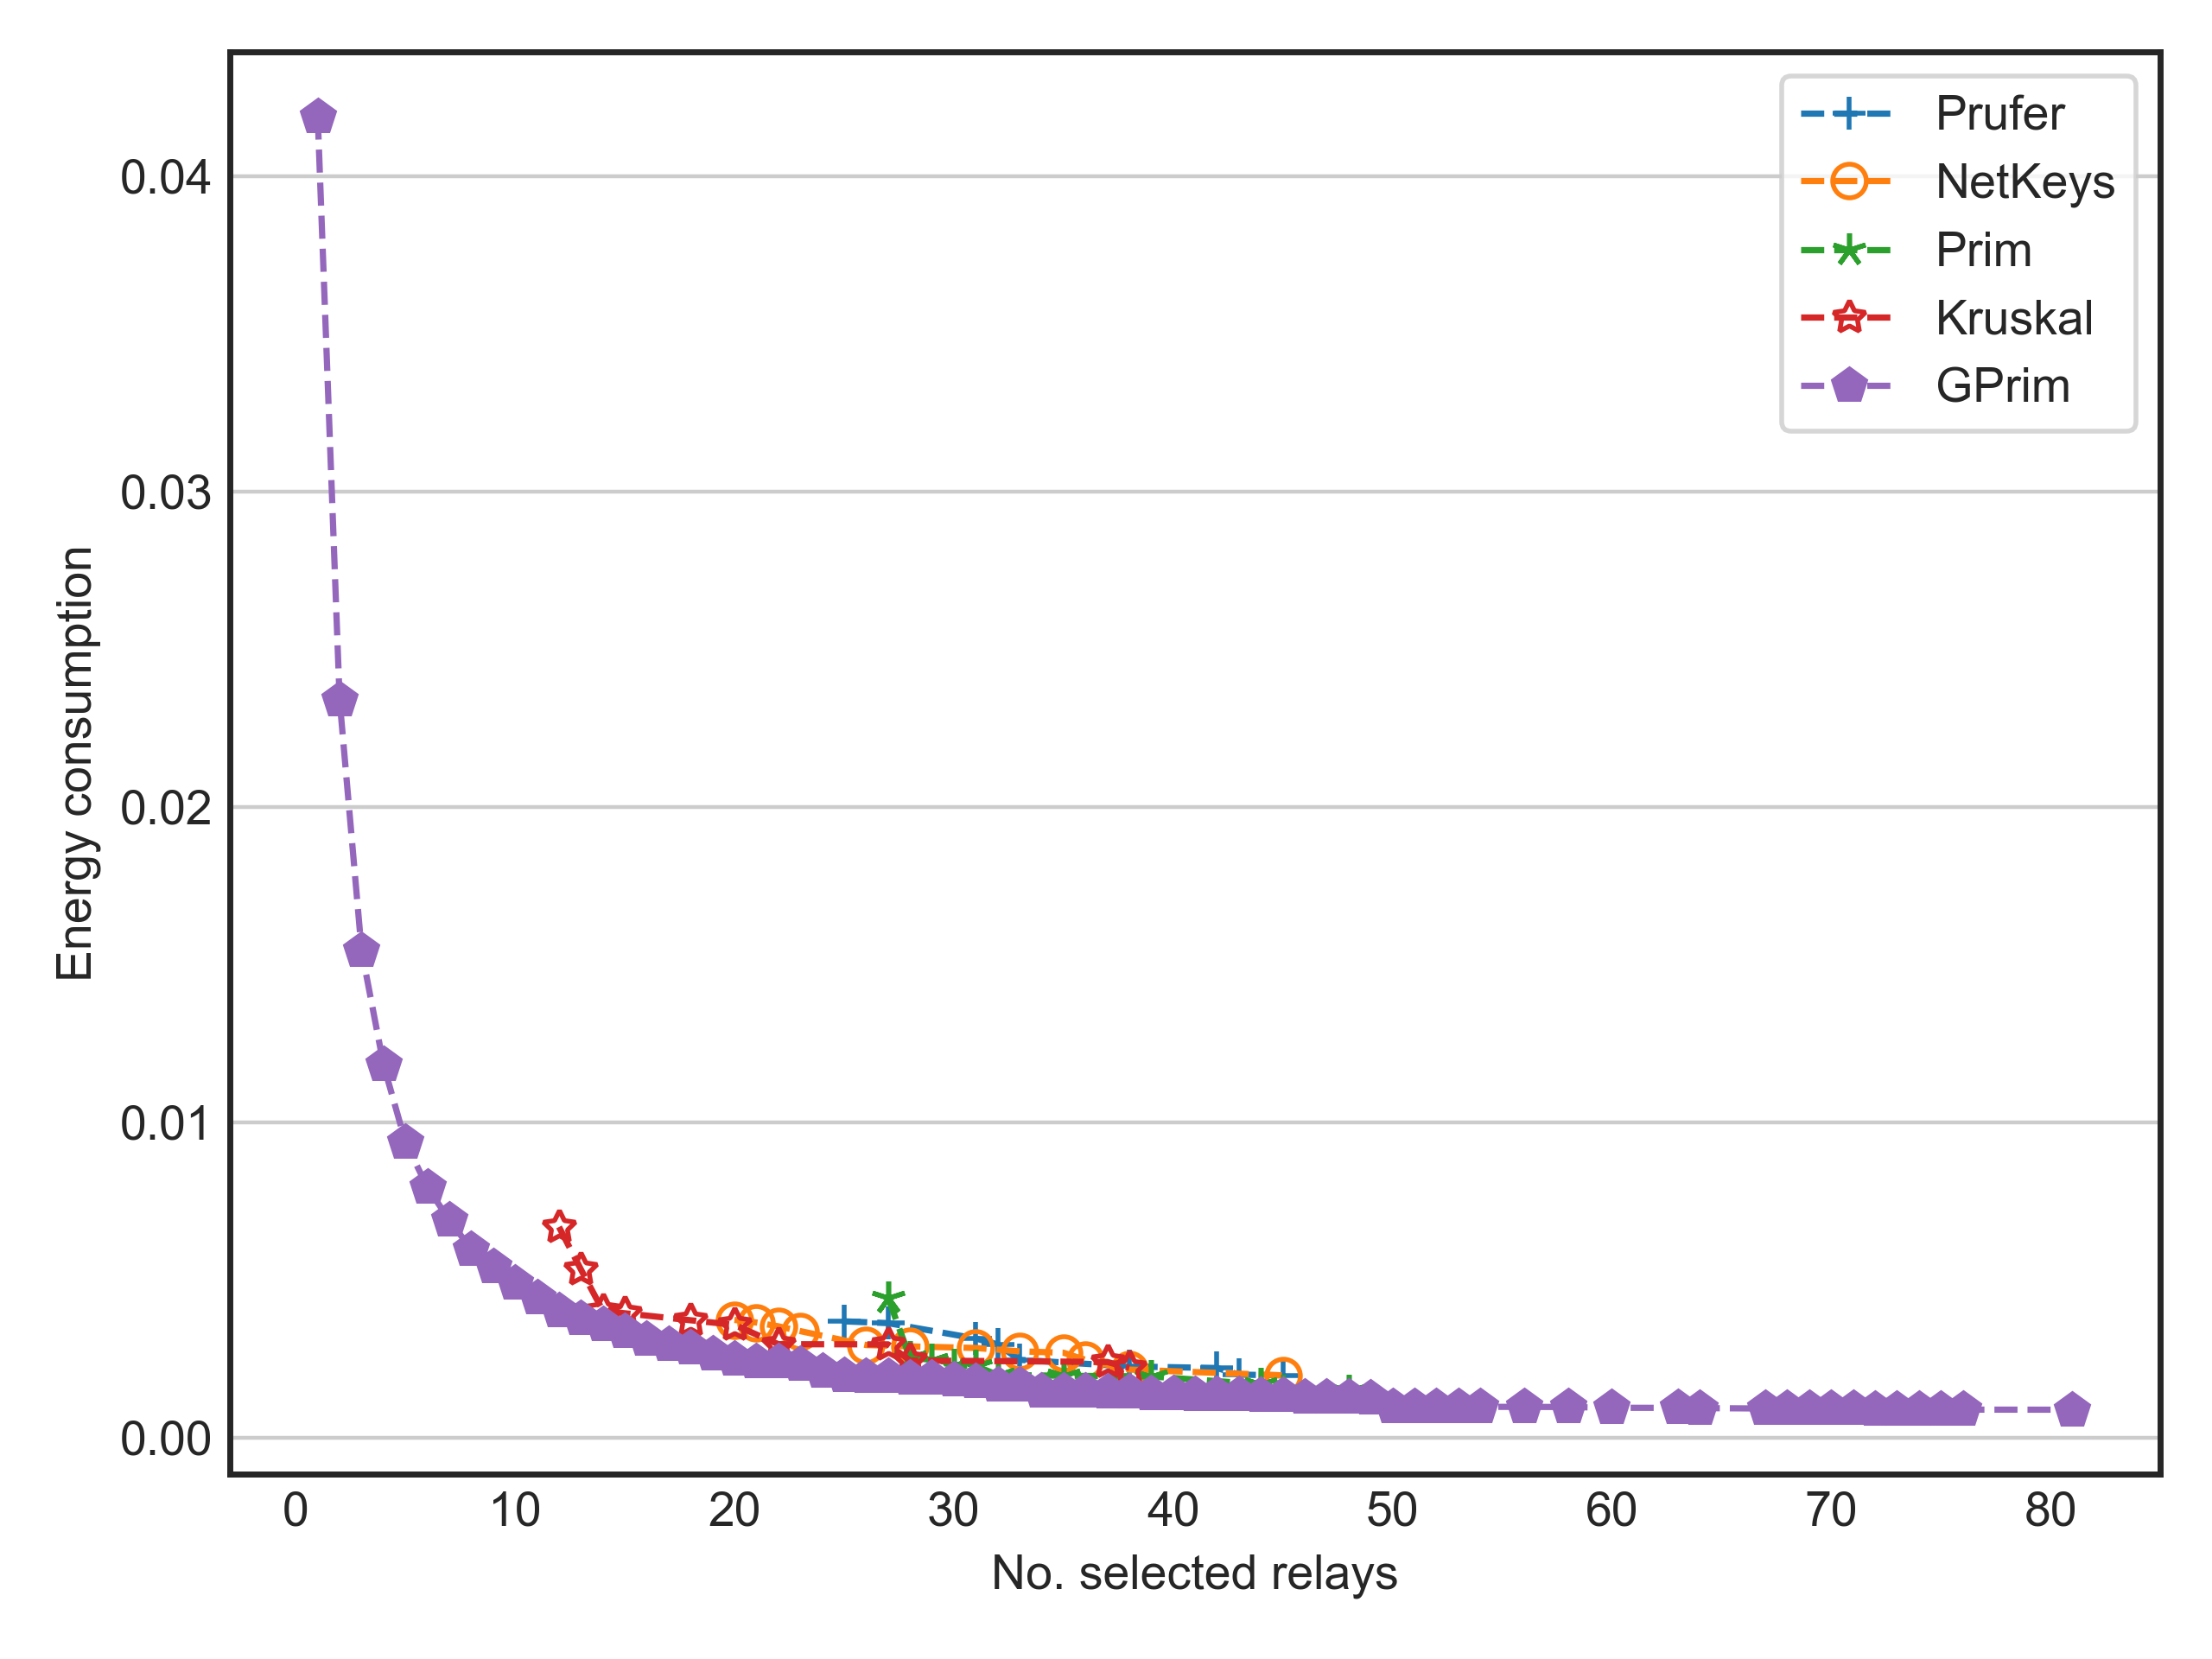 Prufer
NetKeys
Prim
Kruskal
GPrim
0.04
0.03
0.02
0.01
0.00
Energy consumption
0 10 20 30 40 50 60 70 80
No. selected relays